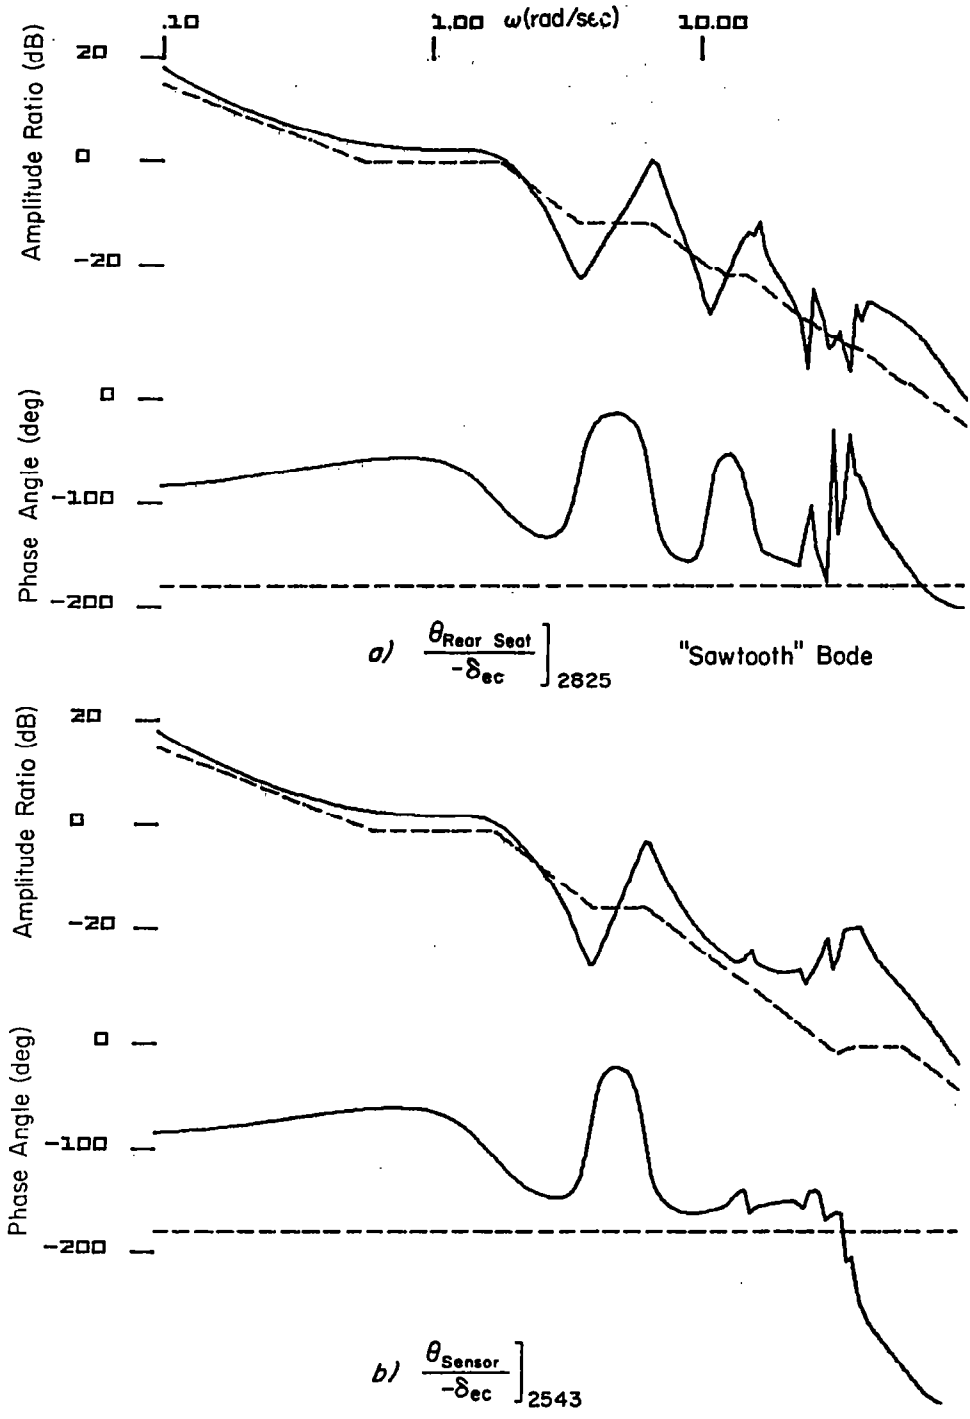 .10 1.00 ω(rad/sec) 10.00
Amplitude Ratio (dB)
20
0
-20
Phase Angle (deg)
0
-100
-200
a) θRear Seat / -δec ]2825 "Sawtooth" Bode
Amplitude Ratio (dB)
20
0
-20
Phase Angle (deg)
0
-100
-200
b) θSensor / -δec ]2543